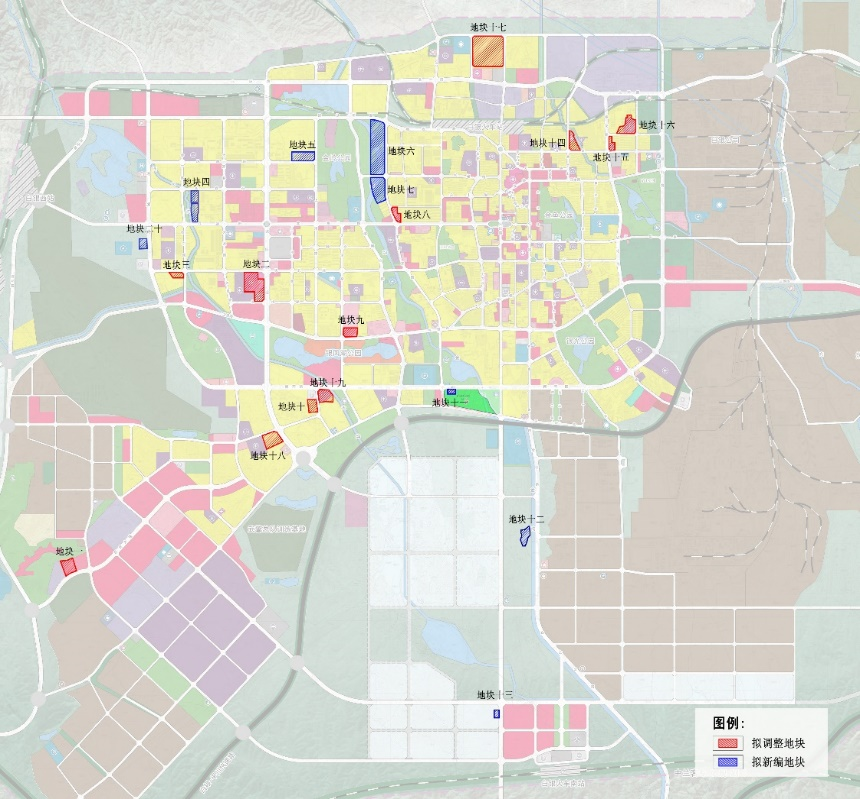 地块十七
地块十六
地块十四
地块十五
地块五
地块六
地块四
地块七
地块八
地块二十
地块三
地块二
地块九
地块十九
地块十
地块十一
地块十八
地块十二
地块一
地块十三
图例：
拟调整地块
拟新编地块